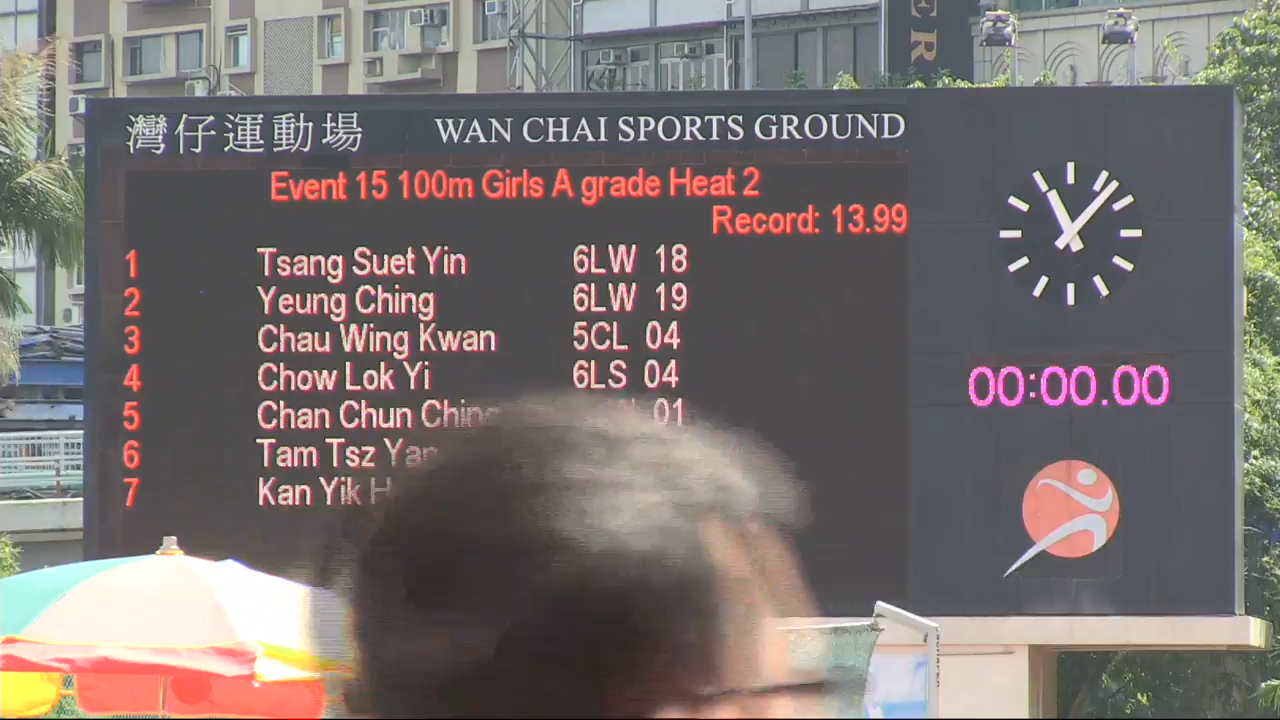 灣仔運動場 WAN CHAI SPORTS GROUND
Event 15 100m Girls A grade Heat 2
Record: 13.99
1 Tsang Suet Yin 6LW 18
2 Yeung Ching 6LW 19
3 Chau Wing Kwan 5CL 04
4 Chow Lok Yi 6LS 04
5 Chan Chun Ching 01
6 Tam Tsz Yan
7 Kan Yik
00:00.00
ER